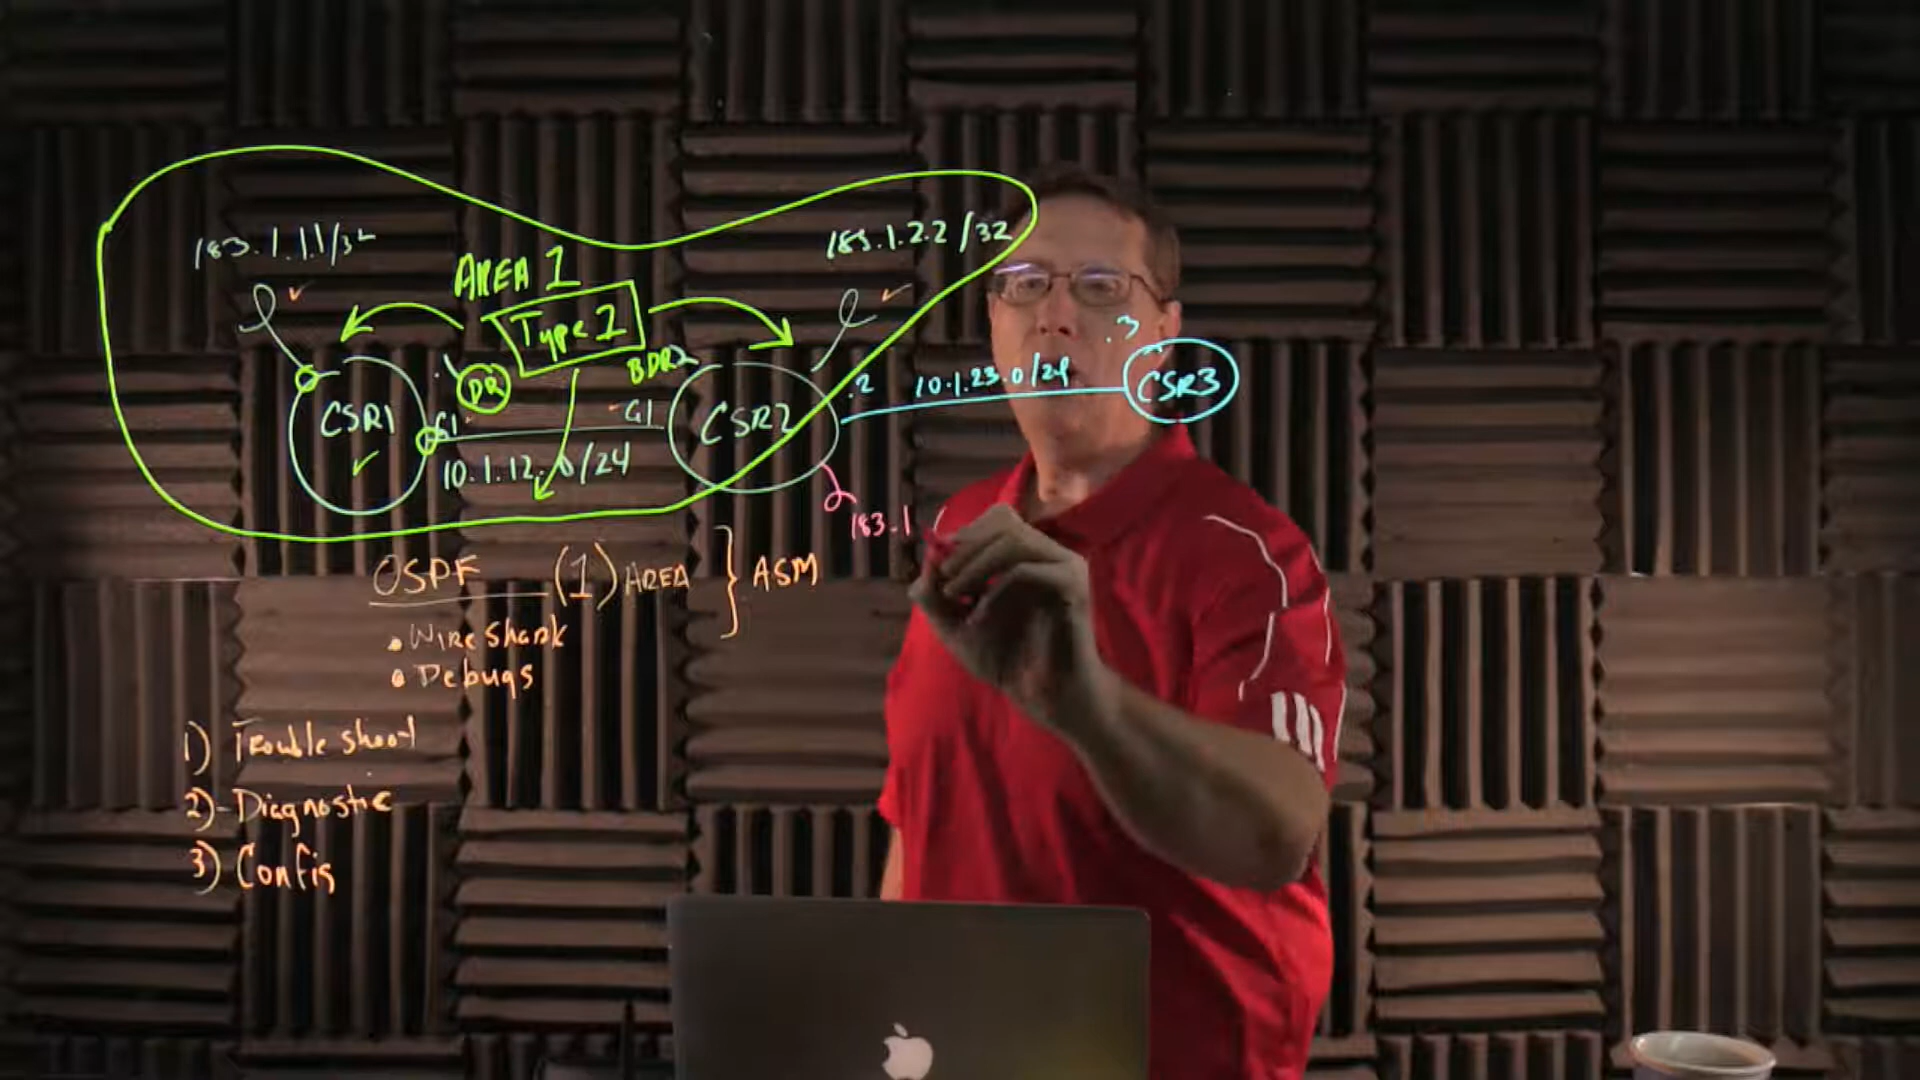 183.1.1.1/32
183.1.2.2/32
AREA 1
Type 1
.3
DR
BDR
.2
10.1.23.0/24
CSR3
CSR1
G1
G1
CSR2
10.1.12.0/24
183.1
OSPF (1) AREA } ASM
• WireShark
• Debugs
1) Troubleshoot
2) - Diagnostic
3) Config